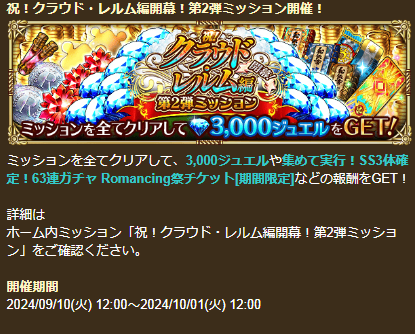 祝！クラウド・レルム編開幕！第2弾ミッション開催！
祝！
クラウド・
レルム編
開幕
第2弾ミッション
ミッションを全てクリアして3,000ジュエルをGET!
ミッションを全てクリアして、3,000ジュエルや集めて実行！SS3体確
定！63連ガチャ Romancing祭チケット[期間限定]などの報酬をGET！
詳細は
ホーム内ミッション「祝！クラウド・レルム編開幕！第2弾ミッショ
ン」をご確認ください。
開催期間
2024/09/10(火) 12:00～2024/10/01(火) 12:00